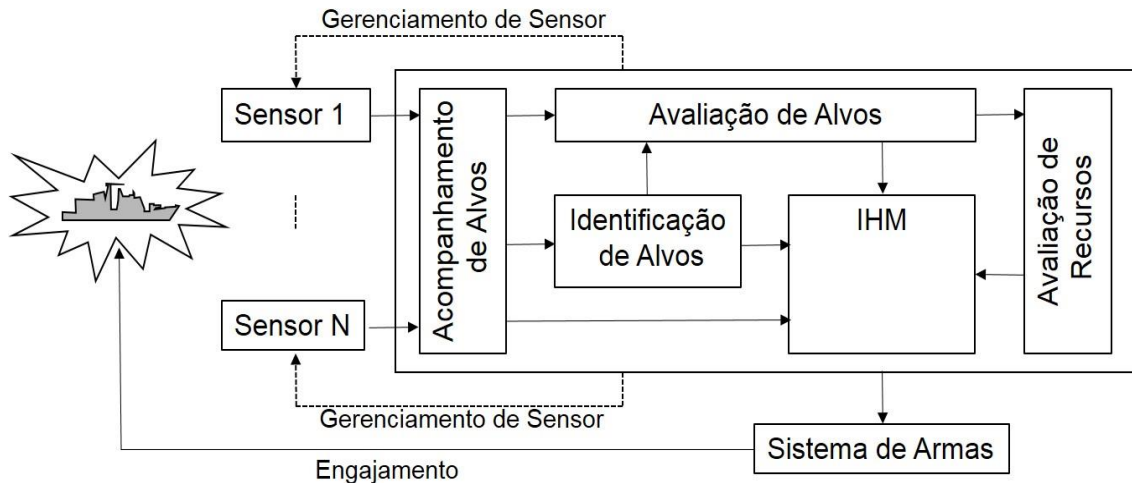 Gerenciamento de Sensor
Sensor 1
Acompanhamento
de Alvos
Avaliação de Alvos
Avaliação de
Recursos
Identificação
de Alvos
IHM
Sensor N
Gerenciamento de Sensor
Sistema de Armas
Engajamento